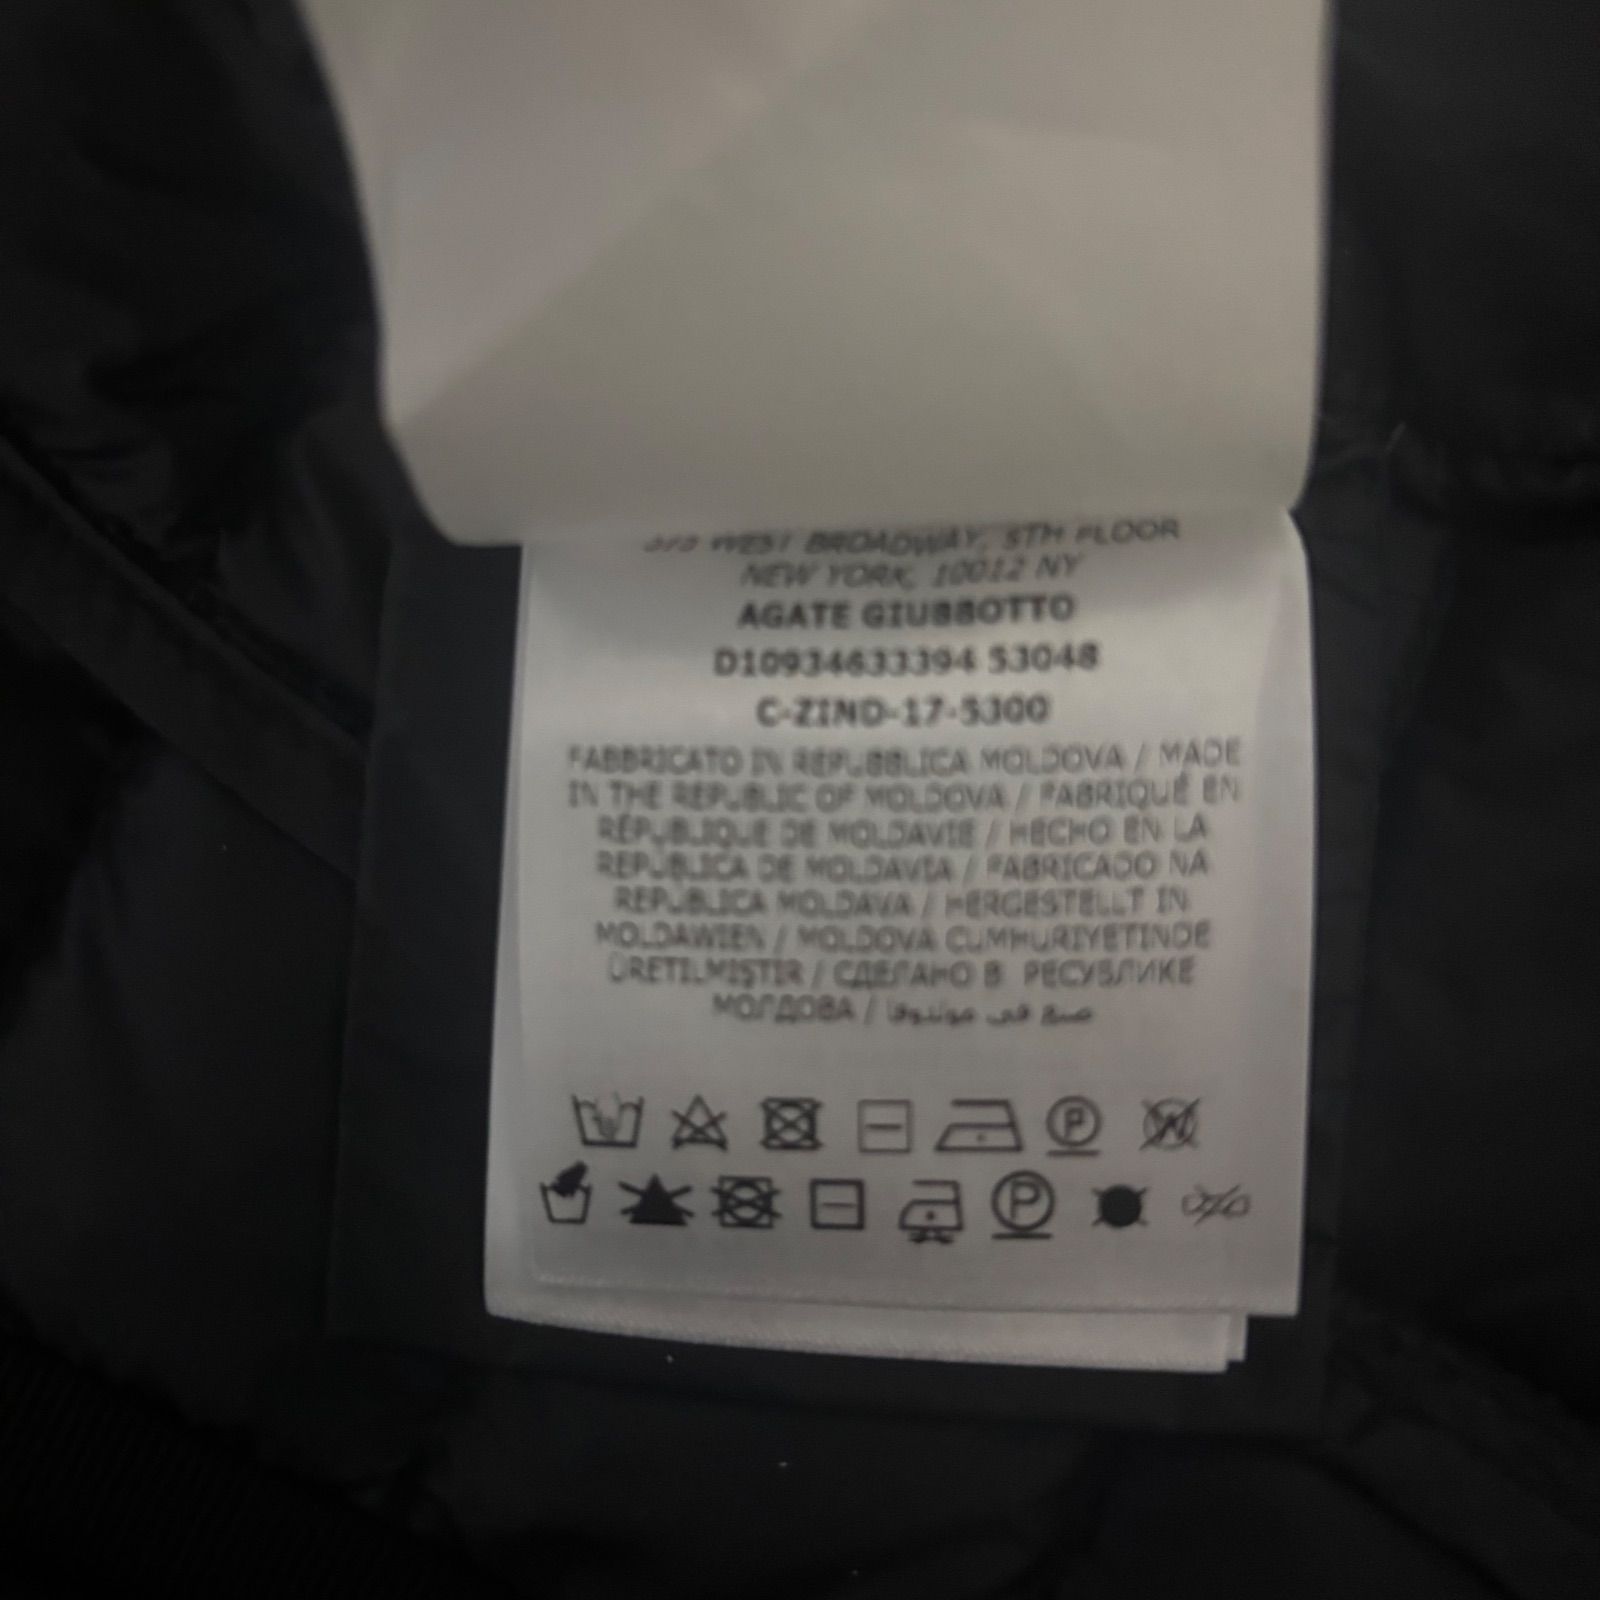 WEST BROADWAY, 5TH FLOOR
NEW YORK, 10012 NY
AGATE GIUBBOTTO
D10934633394 53048
C-ZIND-17-5300
FABBRICATO IN REPUBBLICA MOLDOVA / MADE
IN THE REPUBLIC OF MOLDOVA / FABRIQUÉ EN
RÉPUBLIQUE DE MOLDAVIE / HECHO EN LA
REPÚBLICA DE MOLDAVIA / FABRICADO NA
REPÚBLICA MOLDAVA / HERGESTELLT IN
MOLDAWIEN / MOLDOVA CUMHURIYETINDE
ÜRETILMIŞTIR / СДЕЛАНО В РЕСУБЛИКЕ
МОЛДОВА / صنع في مولدوفا
P W
P